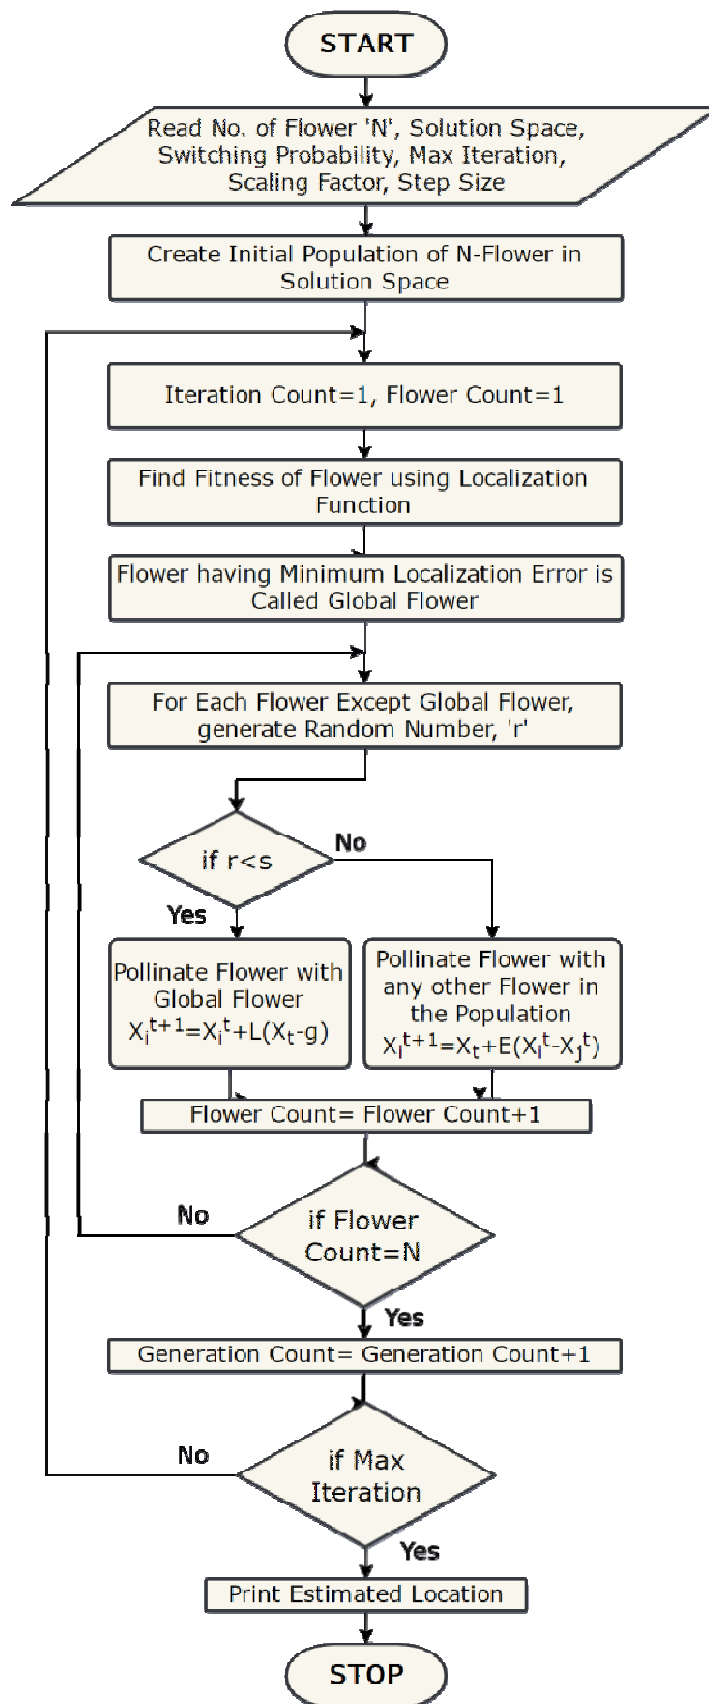 START
Read No. of Flower 'N', Solution Space,
Switching Probability, Max Iteration,
Scaling Factor, Step Size
Create Initial Population of N-Flower in
Solution Space
Iteration Count=1, Flower Count=1
Find Fitness of Flower using Localization
Function
Flower having Minimum Localization Error is
Called Global Flower
For Each Flower Except Global Flower,
generate Random Number, 'r'
if r<s
No
Yes
Pollinate Flower with
Global Flower
Xᵢᵗ⁺¹=Xᵢᵗ+L(Xₜ-g)
Pollinate Flower with
any other Flower in
the Population
Xᵢᵗ⁺¹=Xₜ+E(Xᵢᵗ-Xⱼᵗ)
Flower Count= Flower Count+1
if Flower
Count=N
No
Yes
Generation Count= Generation Count+1
if Max
Iteration
No
Yes
Print Estimated Location
STOP